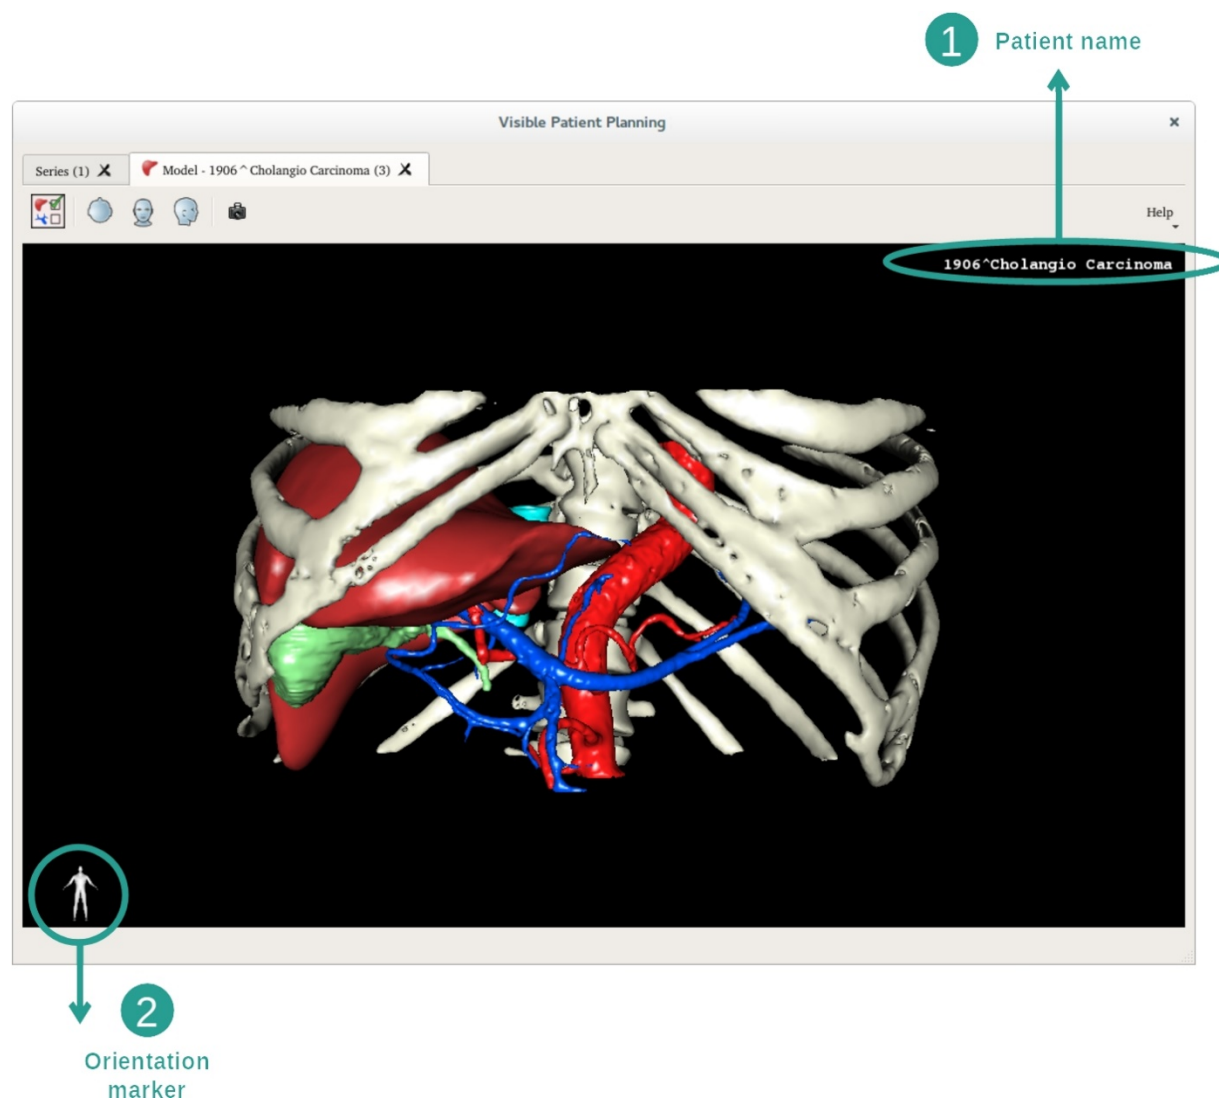 1 Patient name
Visible Patient Planning
Series (1) Model - 1906^Cholangio Carcinoma (3)
Help
1906^Cholangio Carcinoma
2
Orientation
marker